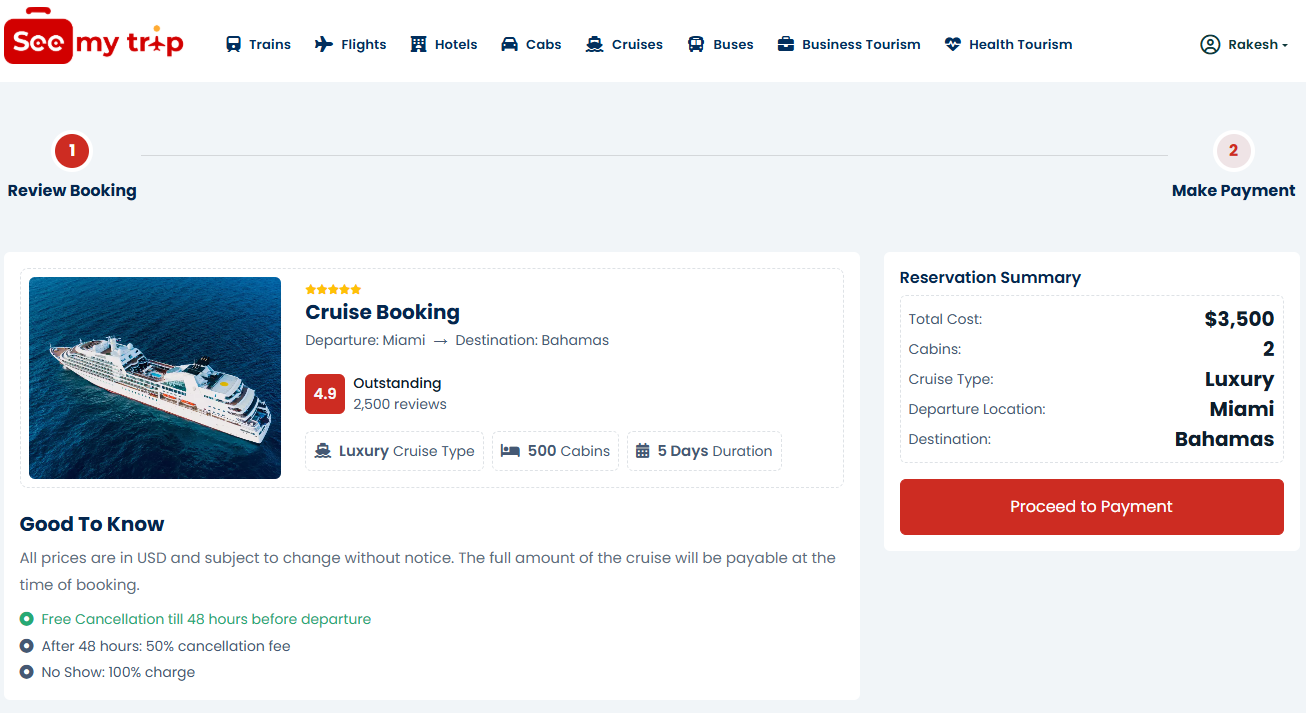 See my trip
Trains Flights Hotels Cabs Cruises Buses Business Tourism Health Tourism Rakesh
1
Review Booking
2
Make Payment
Cruise Booking
Departure: Miami → Destination: Bahamas
4.9
Outstanding
2,500 reviews
Luxury Cruise Type
500 Cabins
5 Days Duration
Good To Know
All prices are in USD and subject to change without notice. The full amount of the cruise will be payable at the
time of booking.
Free Cancellation till 48 hours before departure
After 48 hours: 50% cancellation fee
No Show: 100% charge
Reservation Summary
Total Cost: $3,500
Cabins: 2
Cruise Type: Luxury
Departure Location: Miami
Destination: Bahamas
Proceed to Payment